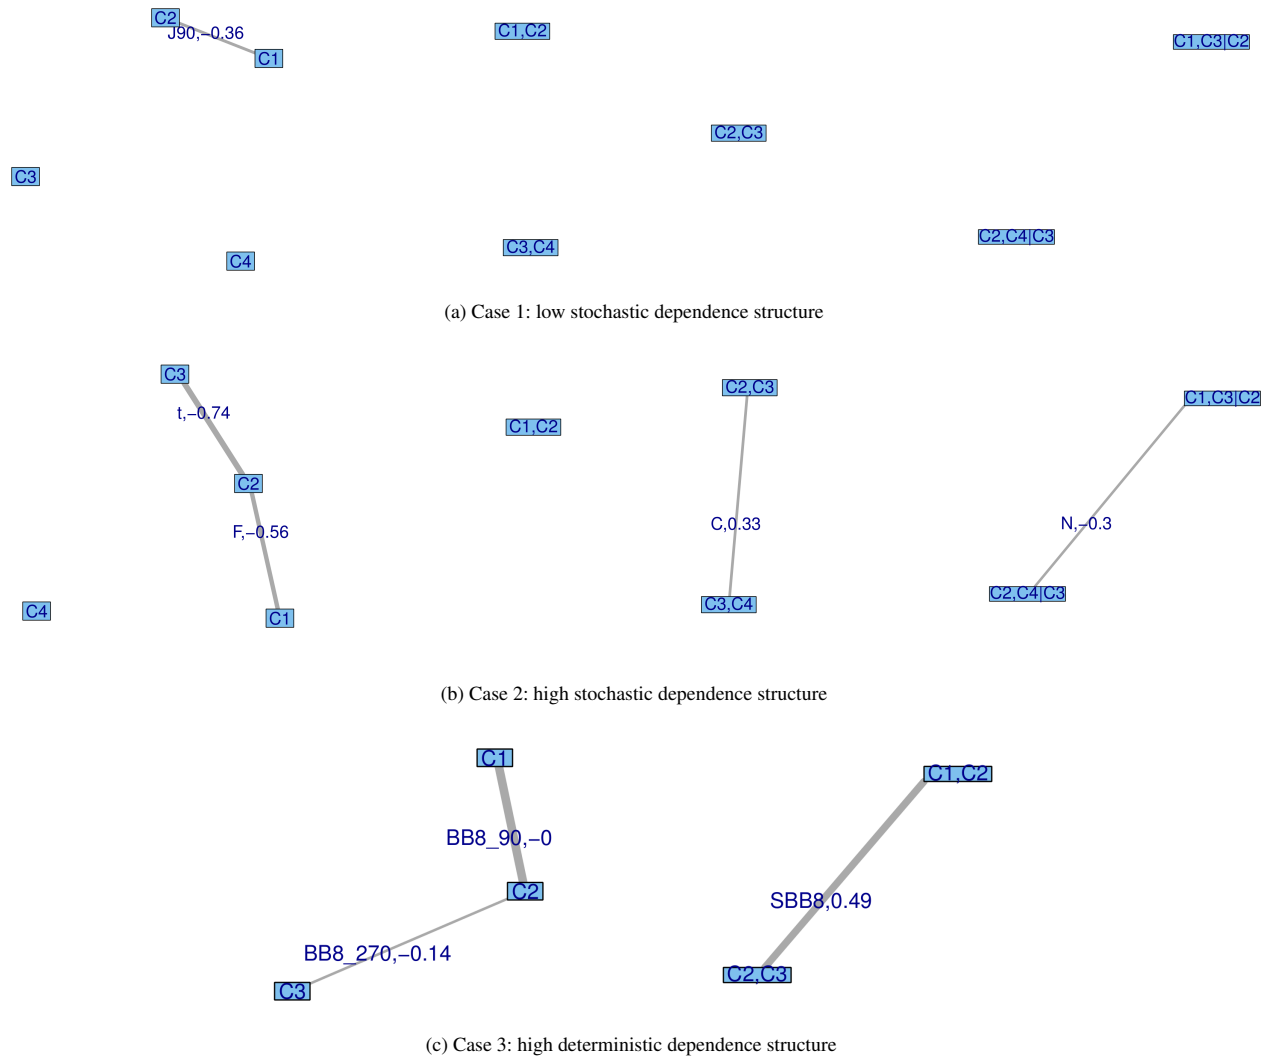 C2
J90,−0.36
C1
C3
C4
C1,C2
C2,C3
C3,C4
C1,C3|C2
C2,C4|C3
(a) Case 1: low stochastic dependence structure
C3
t,−0.74
C2
F,−0.56
C1
C4
C1,C2
C2,C3
C,0.33
C3,C4
C1,C3|C2
N,−0.3
C2,C4|C3
(b) Case 2: high stochastic dependence structure
C1
BB8_90,−0
C2
BB8_270,−0.14
C3
C1,C2
SBB8,0.49
C2,C3
(c) Case 3: high deterministic dependence structure